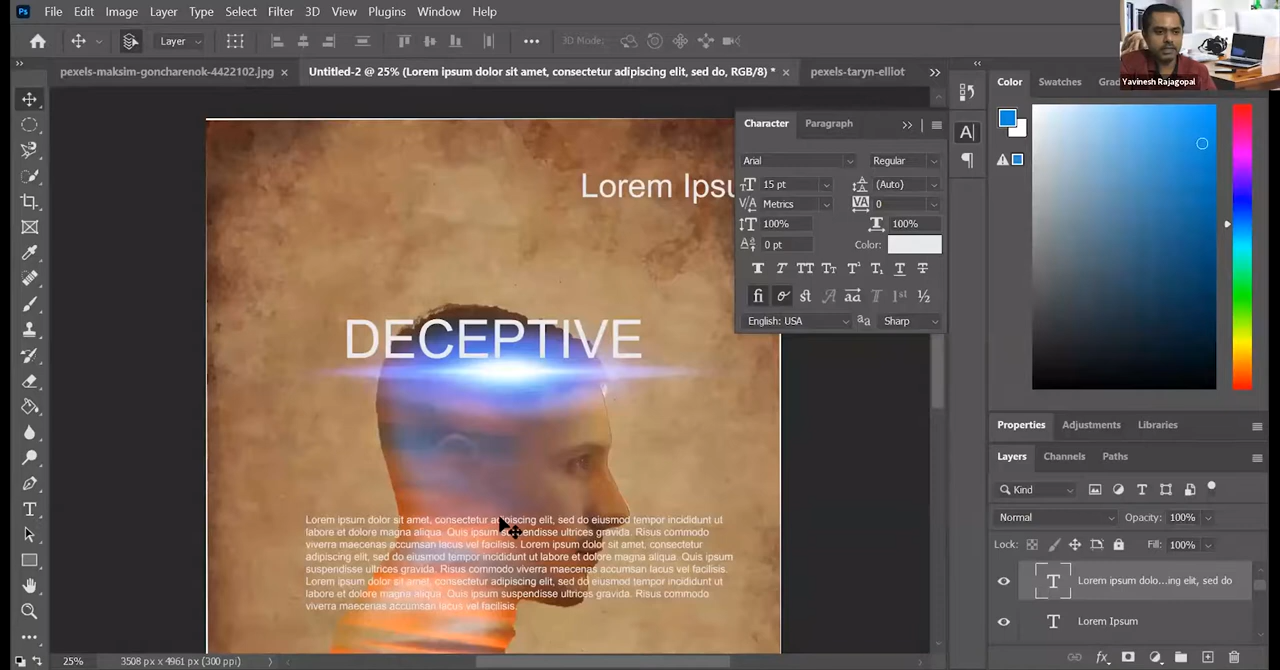 File Edit Image Layer Type Select Filter 3D View Plugins Window Help
Yavinesh Rajagopal
Layer
3D Mode:
pexels-maksim-goncharenok-4422102.jpg
Untitled-2 @ 25% (Lorem ipsum dolor sit amet, consectetur adipiscing elit, sed do, RGB/8) *
pexels-taryn-elliot
Color Swatches Gra
Character Paragraph
Arial Regular
15 pt (Auto)
Metrics 0
100% 100%
0 pt Color:
English: USA Sharp
Lorem Ipsu
DECEPTIVE
Lorem ipsum dolor sit amet, consectetur adipiscing elit, sed do eiusmod tempor incididunt ut
labore et dolore magna aliqua. Quis ipsum suspendisse ultrices gravida. Risus commodo
viverra maecenas accumsan lacus vel facilisis. Lorem ipsum dolor sit amet, consectetur
adipiscing elit, sed do eiusmod tempor incididunt ut labore et dolore magna aliqua. Quis ipsum
suspendisse ultrices gravida. Risus commodo viverra maecenas accumsan lacus vel facilisis.
Lorem ipsum dolor sit amet, consectetur adipiscing elit, sed do eiusmod tempor incididunt ut
labore et dolore magna aliqua. Quis ipsum suspendisse ultrices gravida. Risus commodo
viverra maecenas accumsan lacus vel facilisis.
Properties Adjustments Libraries
Layers Channels Paths
Kind
Normal Opacity: 100%
Lock: Fill: 100%
Lorem ipsum dolo...ing elit, sed do
Lorem Ipsum
25% 3508 px x 4961 px (300 ppi)